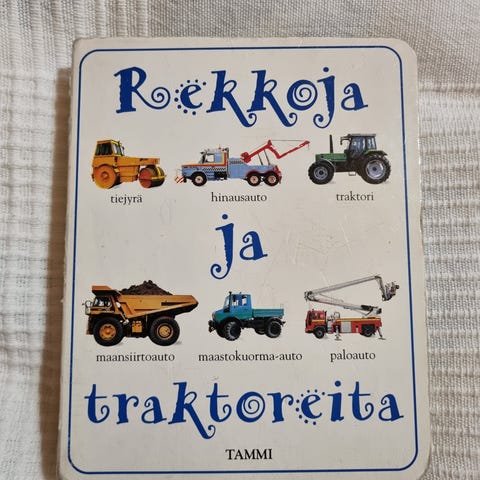 Rekkoja
tiejyrä hinausauto traktori
ja
maansiirtoauto maastokuorma-auto paloauto
traktoreita
TAMMI